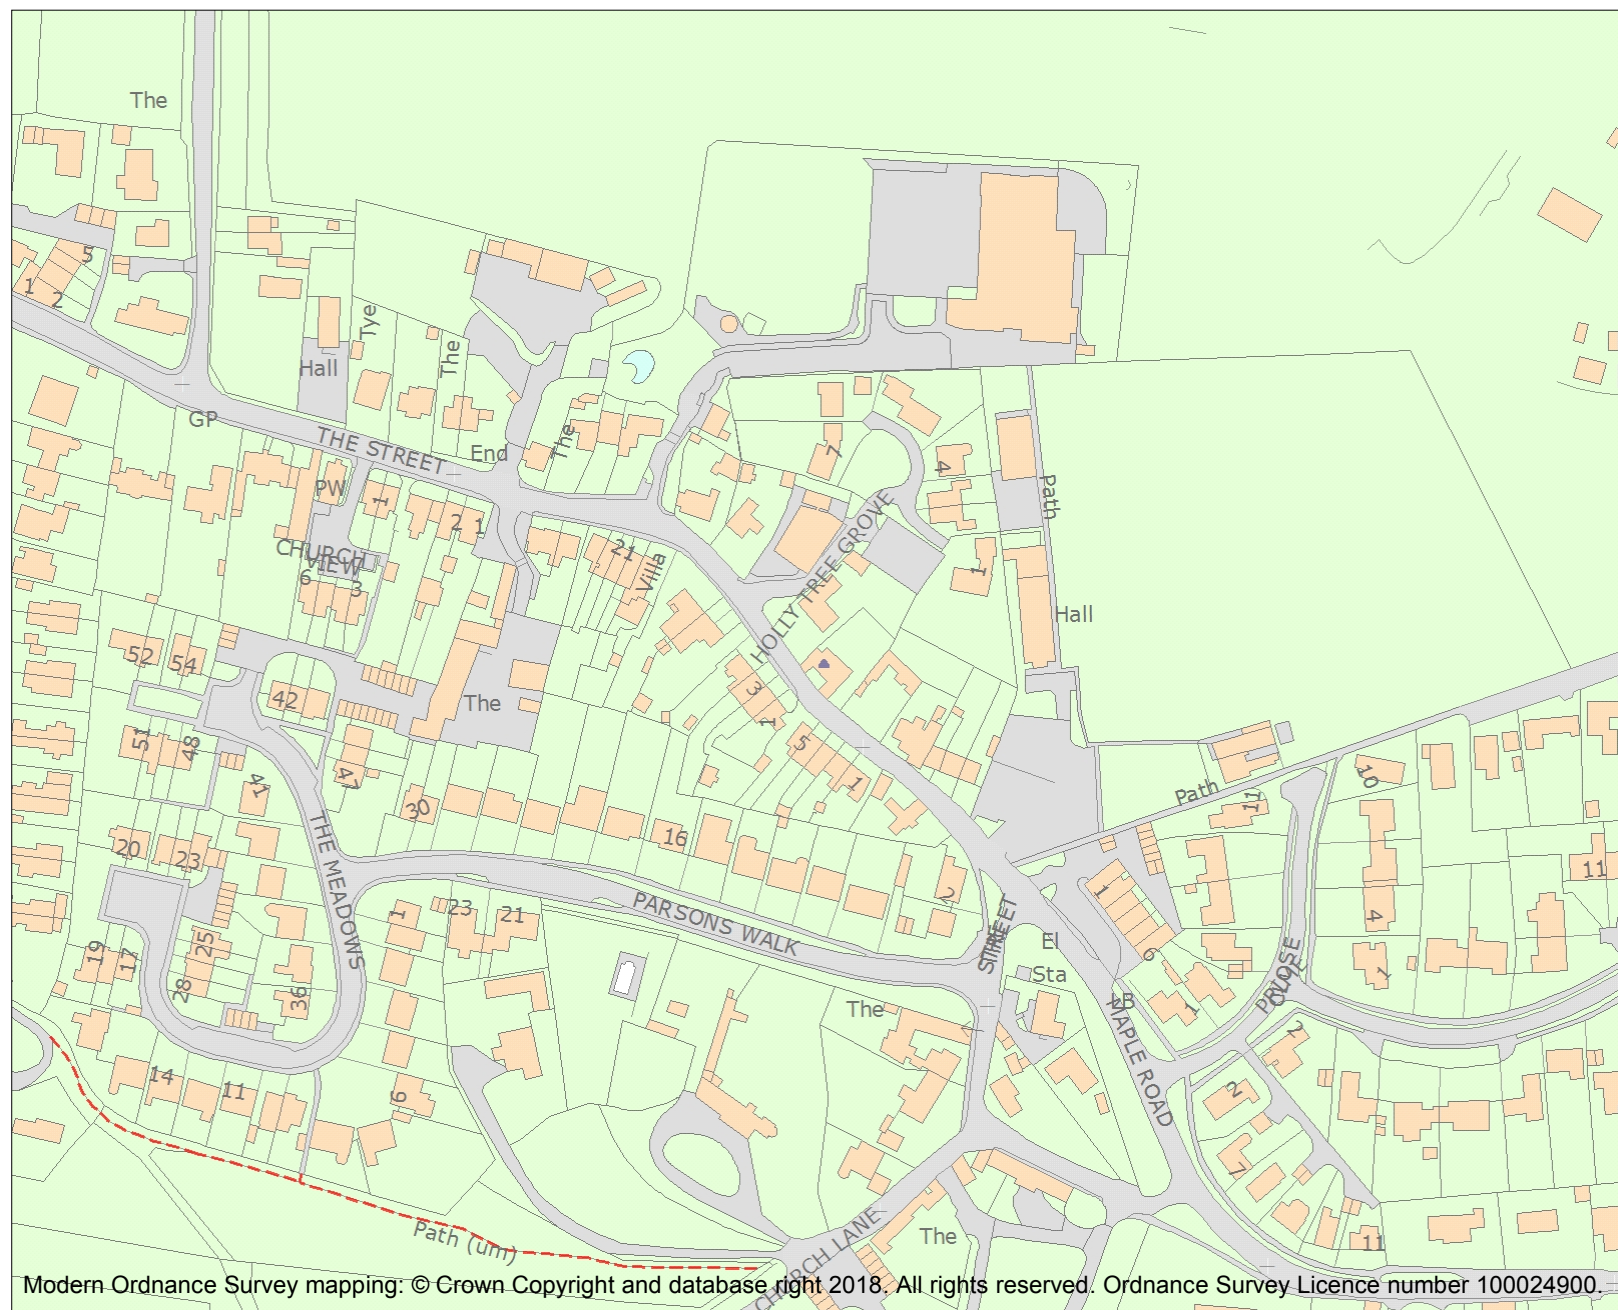 The
5
1
2
Tye
The
Hall
GP
THE STREET
End
The
7
4
Path
PW
1
2
1
CHURCH
VIEW
6
3
21
Villa
HOLLY TREE GROVE
1
Hall
52
54
42
The
3
1
51
48
5
41
47
30
1
16
Path
11
10
20
23
THE MEADOWS
2
1
11
4
1
23
21
PARSONS WALK
STREET
El
Sta
6
CLOSE
1
19
17
25
28
36
The
LB
MAPLE ROAD
1
2
14
11
6
2
7
Path (um)
CHURCH LANE
The
11
Modern Ordnance Survey mapping: © Crown Copyright and database right 2018. All rights reserved. Ordnance Survey Licence number 100024900.